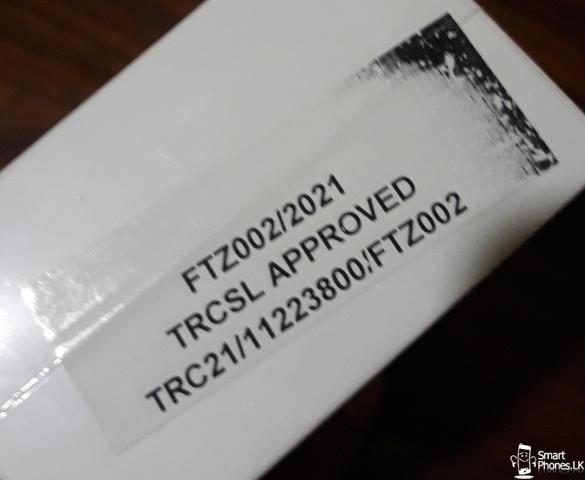 FTZ002/2021
TRCSL APPROVED
TRC21/11223800/FTZ002
Smart
Phones.LK